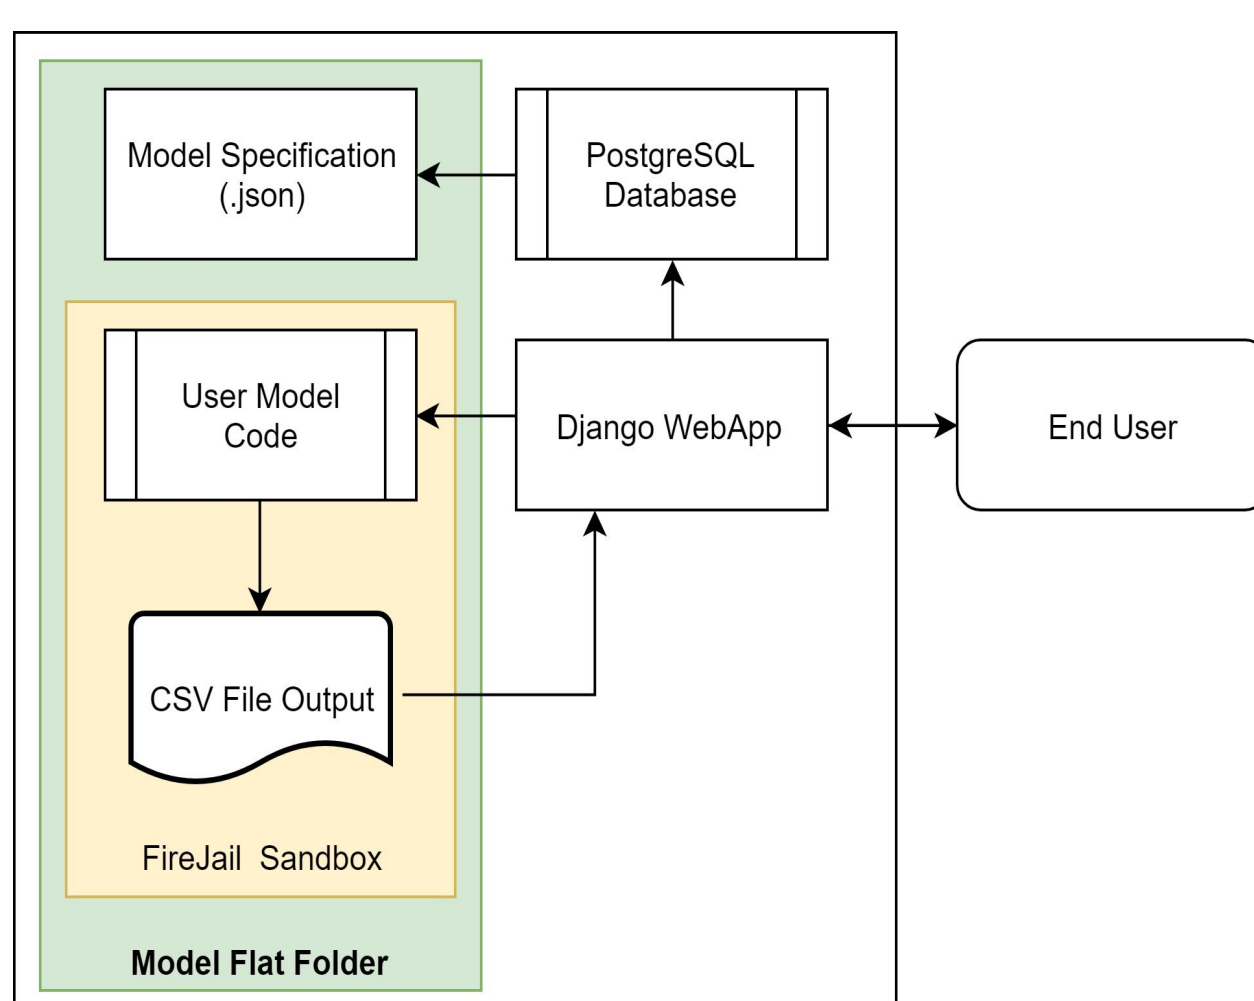 Model Specification
(.json)
PostgreSQL
Database
User Model
Code
Django WebApp
End User
CSV File Output
FireJail  Sandbox
Model Flat Folder